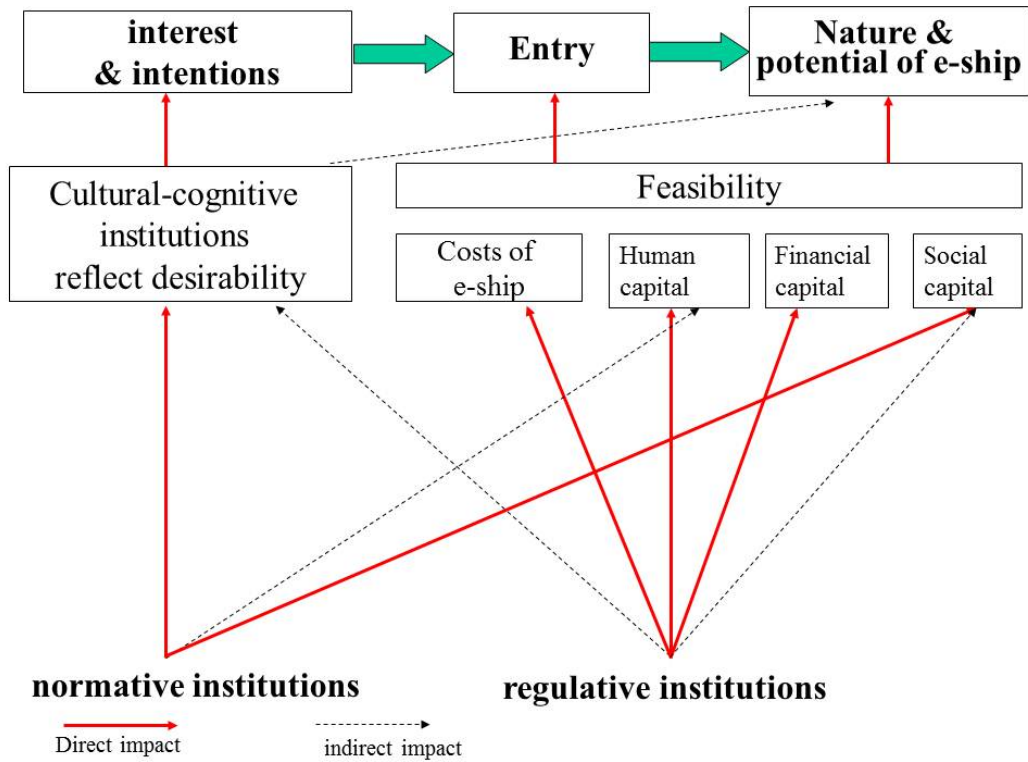 interest
& intentions
Entry
Nature &
potential of e-ship
Cultural-cognitive
institutions
reflect desirability
Feasibility
Costs of
e-ship
Human
capital
Financial
capital
Social
capital
normative institutions
regulative institutions
Direct impact
indirect impact